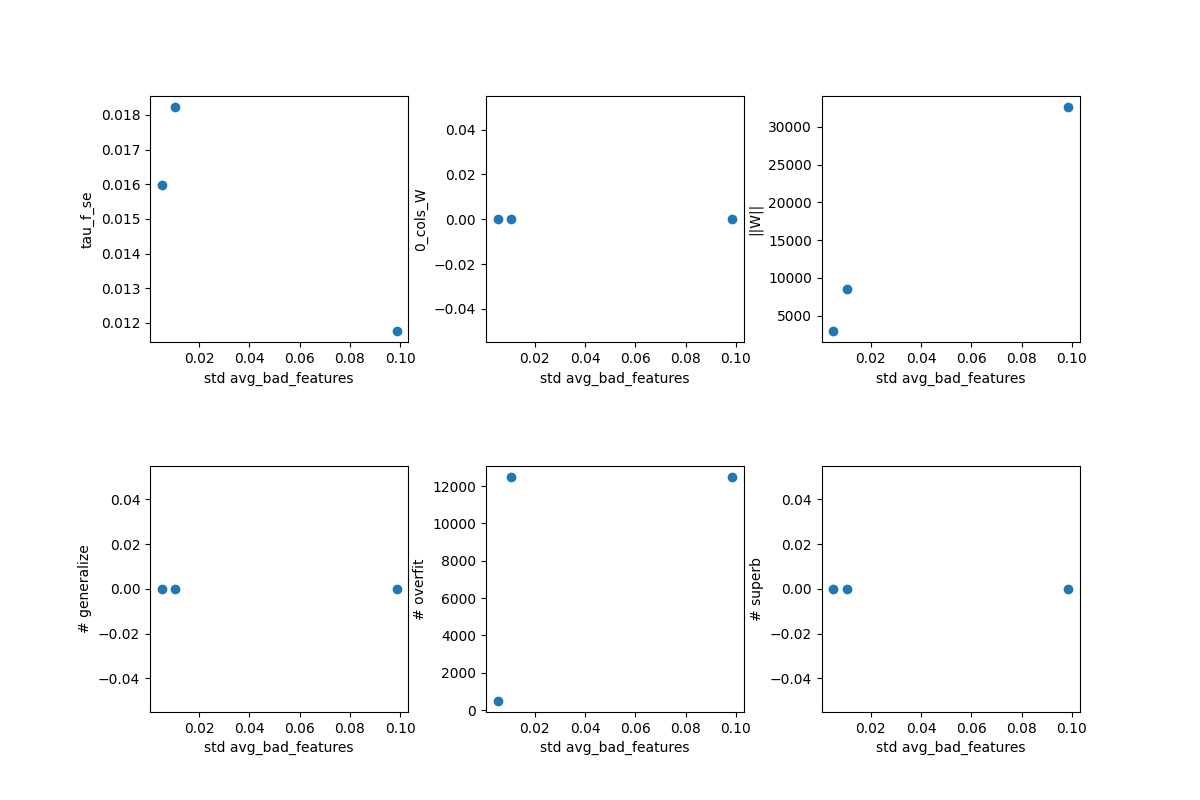 0.018
0.017
0.016
0.015
0.014
0.013
0.012
tau_f_se
0.02 0.04 0.06 0.08 0.10
std avg_bad_features
0.04
0.02
0.00
−0.02
−0.04
0_cols_W
0.02 0.04 0.06 0.08 0.10
std avg_bad_features
30000
25000
20000
15000
10000
5000
||W||
0.02 0.04 0.06 0.08 0.10
std avg_bad_features
0.04
0.02
0.00
−0.02
−0.04
# generalize
0.02 0.04 0.06 0.08 0.10
std avg_bad_features
12000
10000
8000
6000
4000
2000
0
# overfit
0.02 0.04 0.06 0.08 0.10
std avg_bad_features
0.04
0.02
0.00
−0.02
−0.04
# superb
0.02 0.04 0.06 0.08 0.10
std avg_bad_features